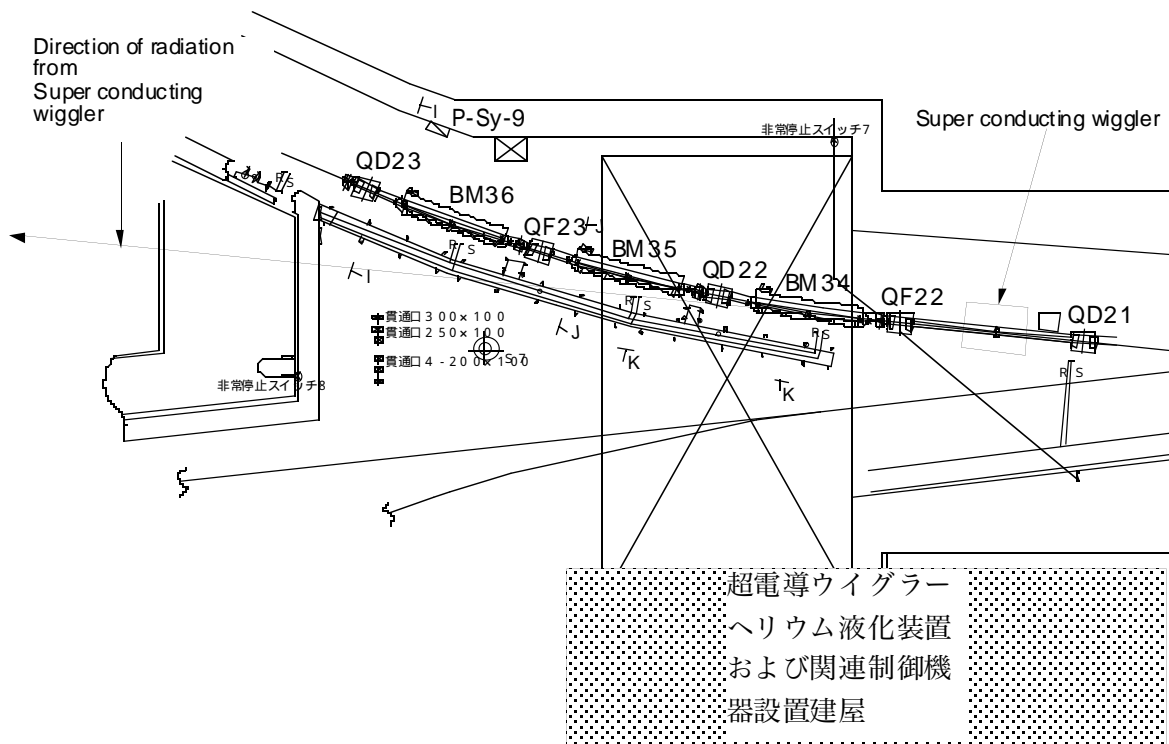 Direction of radiation
from
Super conducting
wiggler
P-Sy-9
非常停止スイッチ7
Super conducting wiggler
QD23
BM36
QF23
BM35
QD22
BM34
QF22
QD21
R S
R S
R S
R S
R S
I
I
J
J
K
K
貫通口300×100
貫通口250×100
貫通口4-200×100
S7
非常停止スイッチ8
超電導ウイグラー
ヘリウム液化装置
および関連制御機
器設置建屋